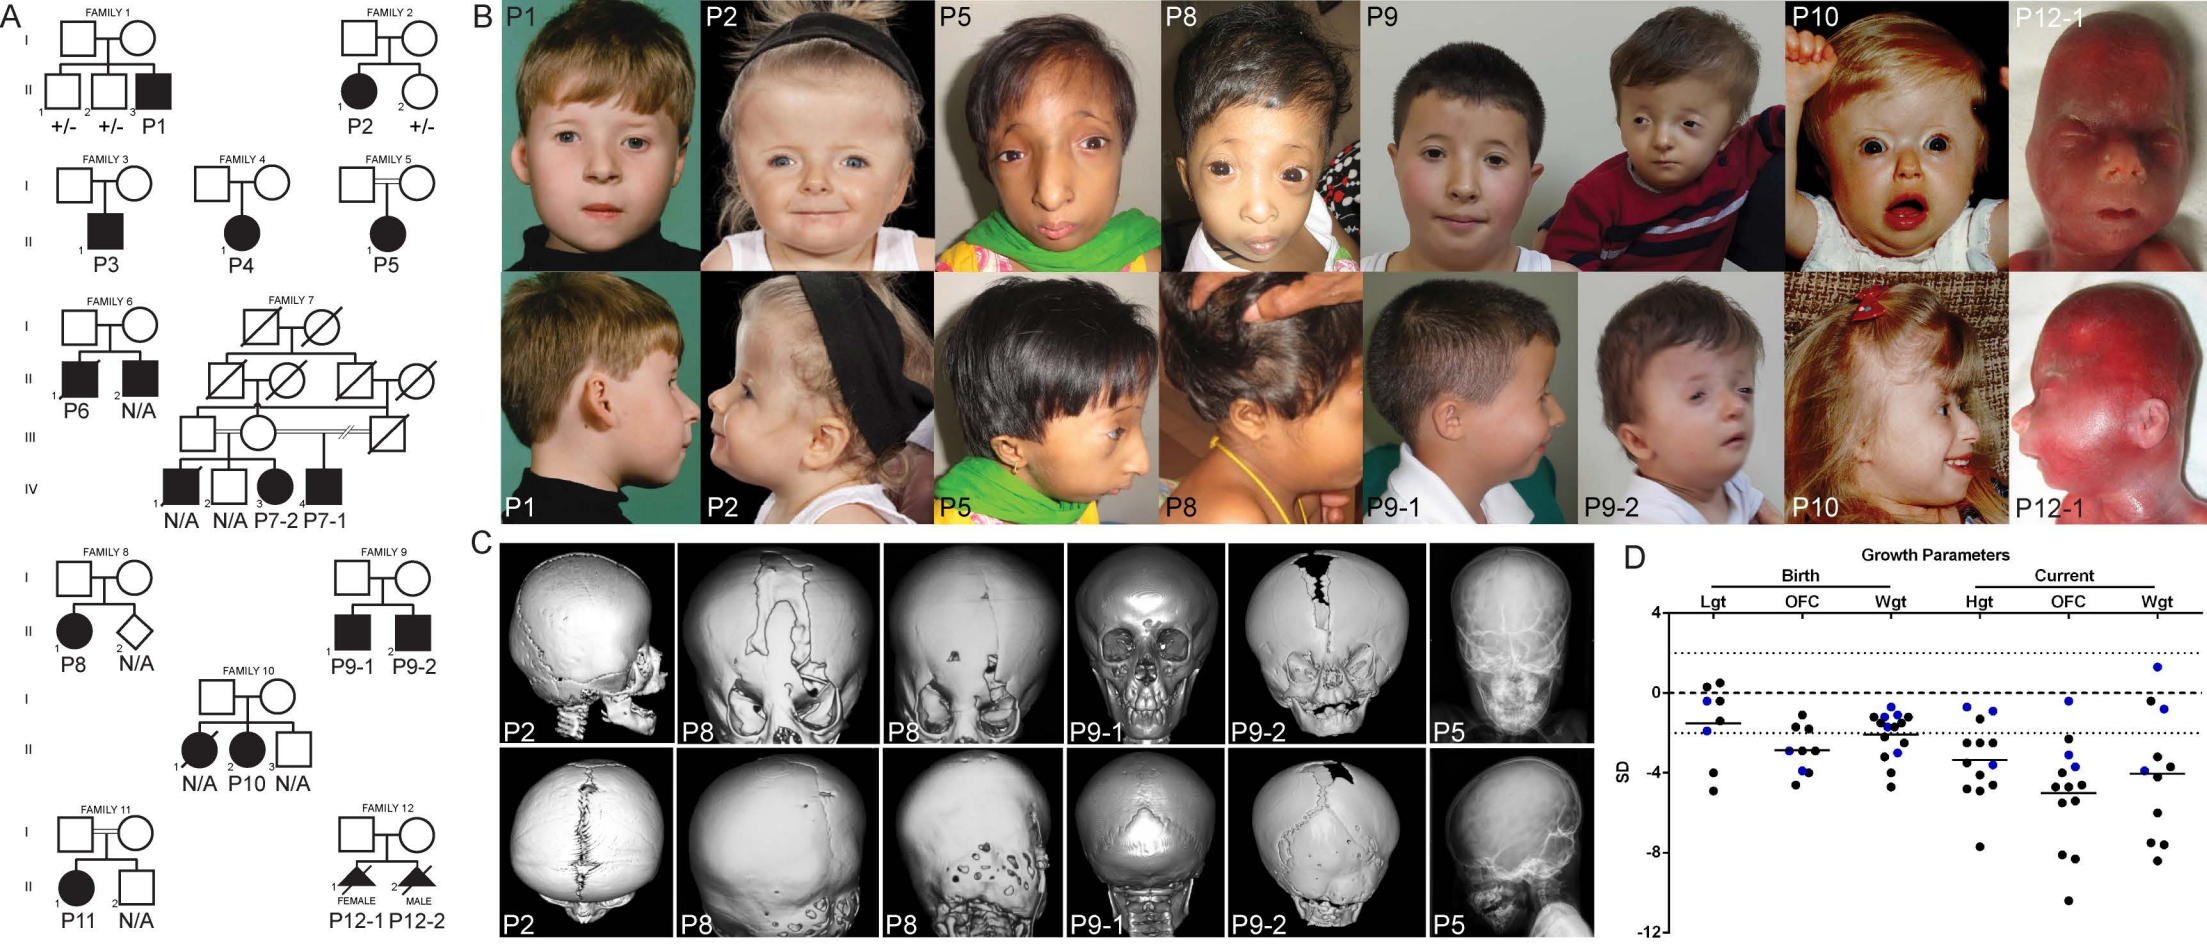 A
FAMILY 1
FAMILY 2
I
II
1 2 3
1 2
+/- +/- P1
P2 +/-
FAMILY 3 FAMILY 4 FAMILY 5
I
II
1 1 1
P3 P4 P5
FAMILY 6 FAMILY 7
I
II
1 2
P6 N/A
III
IV
1 2 3 4
N/A N/A P7-2 P7-1
FAMILY 8 FAMILY 9
I
II
1 2
1 2
P8 N/A
P9-1 P9-2
FAMILY 10
I
II
1 2 3
N/A P10 N/A
FAMILY 11 FAMILY 12
I
II
1 2
1 2
FEMALE MALE
P11 N/A
P12-1 P12-2
B
P1 P2 P5 P8 P9 P10 P12-1
P1 P2 P5 P8 P9-1 P9-2 P10 P12-1
C
P2 P8 P8 P9-1 P9-2 P5
P2 P8 P8 P9-1 P9-2 P5
D
Growth Parameters
Birth Current
Lgt OFC Wgt Hgt OFC Wgt
4
0
-4
-8
-12
SD